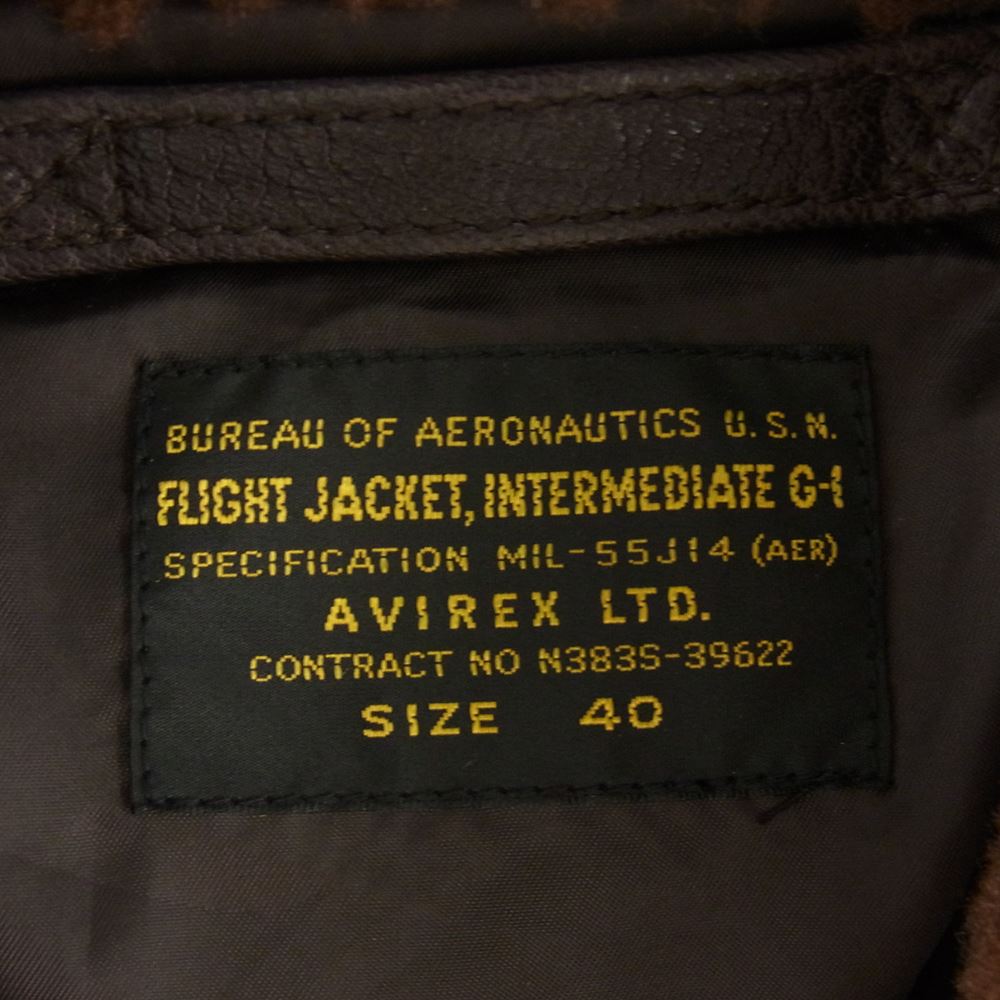 BUREAU OF AERONAUTICS U.S.N.
FLIGHT JACKET, INTERMEDIATE G-1
SPECIFICATION MIL-55J14 (AER)
AVIREX LTD.
CONTRACT NO N383S-39622
SIZE 40